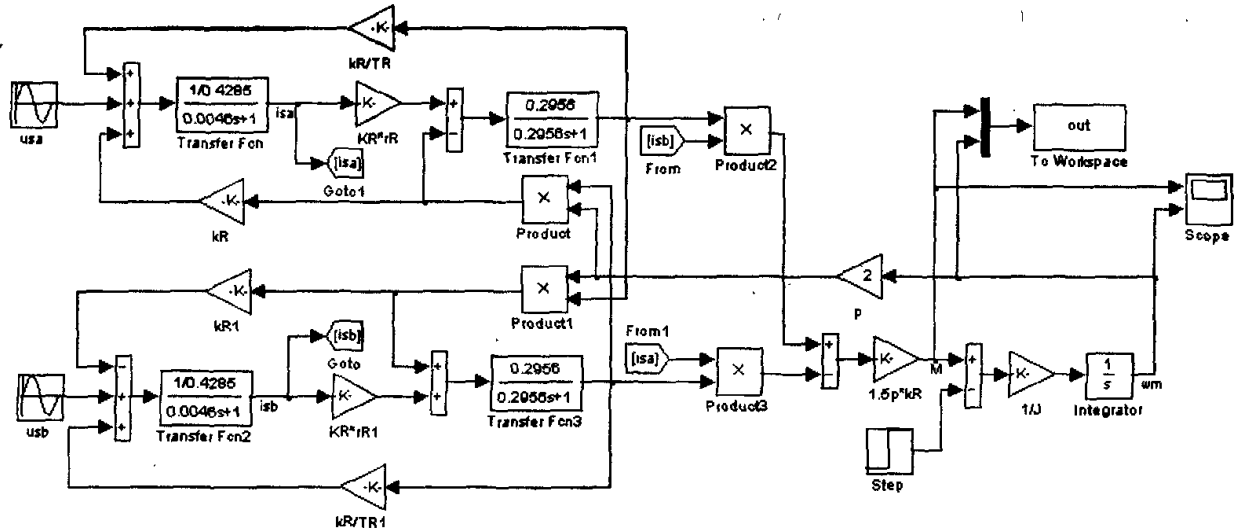 -K-
kR/TR
usa
+
+
+
1/0.4285
0.0046s+1
Transfer Fcn
isa
-K-
KR*rR
+
−
0.2956
0.2956s+1
Transfer Fcn1
[isa]
Goto1
[isb]
From
×
Product2
out
To Workspace
Scope
-K-
kR
×
Product
-K-
kR1
×
Product1
2
p
[isb]
Goto
From1
[isa]
usb
−
+
+
1/0.4285
0.0046s+1
Transfer Fcn2
isb
-K-
KR*rR1
+
+
0.2956
0.2956s+1
Transfer Fcn3
×
Product3
+
−
-K-
1.5p*kR
M
+
−
-K-
1/J
1
s
Integrator
wm
Step
-K-
kR/TR1